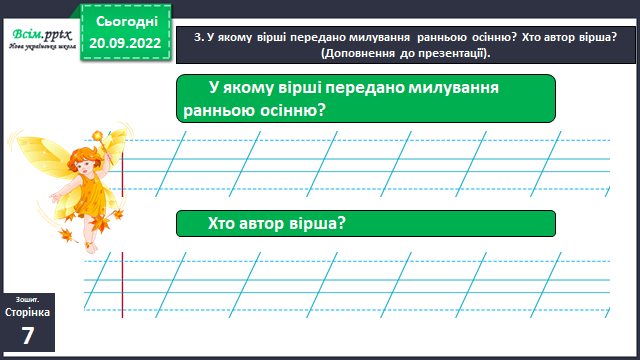 Всім.pptx
Нова українська школа
Сьогодні
20.09.2022
3. У якому вірші передано милування ранньою осінню? Хто автор вірша?
(Доповнення до презентації).
У якому вірші передано милування
ранньою осінню?
Хто автор вірша?
Зошит.
Сторінка
7